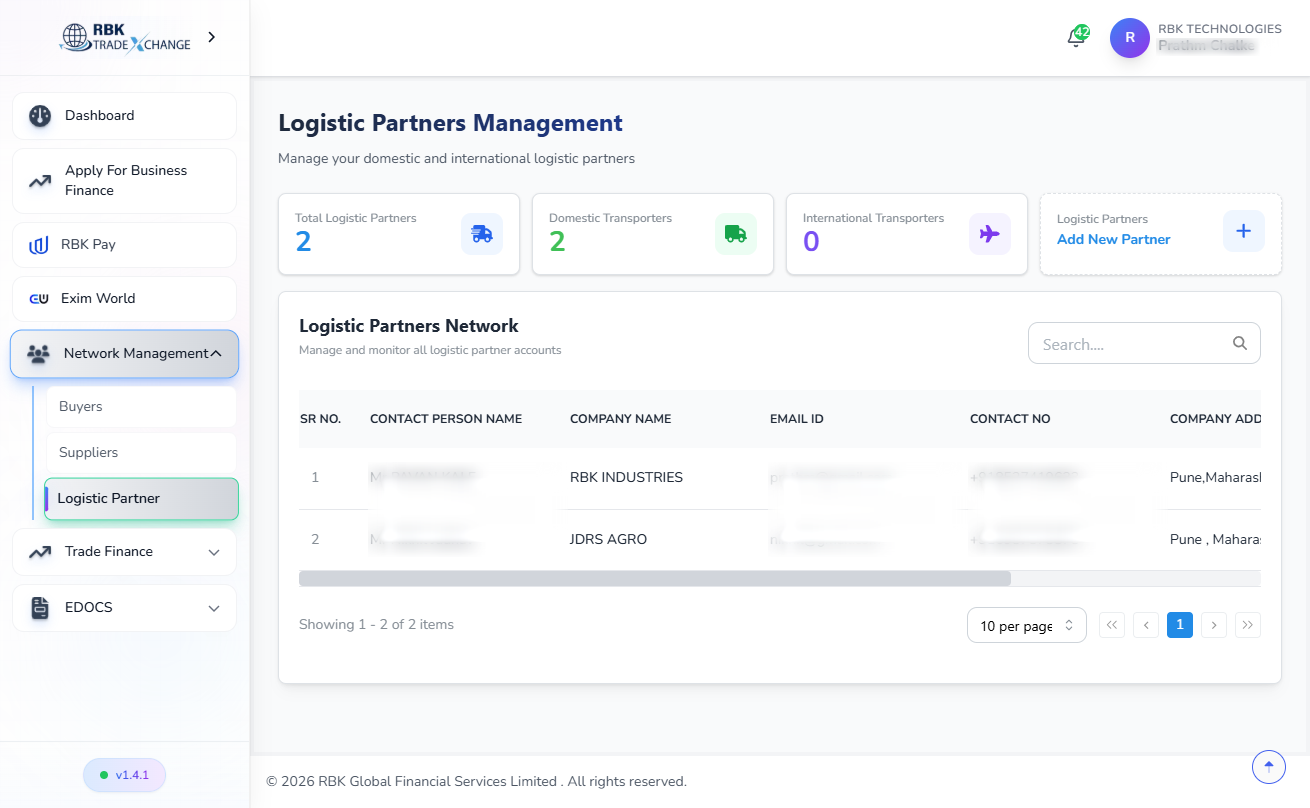 RBK
TRADE XCHANGE
42
R
RBK TECHNOLOGIES
Dashboard
Apply For Business
Finance
RBK Pay
Exim World
Network Management
Buyers
Suppliers
Logistic Partner
Trade Finance
EDOCS
v1.4.1
Logistic Partners Management
Manage your domestic and international logistic partners
Total Logistic Partners
2
Domestic Transporters
2
International Transporters
0
Logistic Partners
Add New Partner
Logistic Partners Network
Manage and monitor all logistic partner accounts
Search....
SR NO. CONTACT PERSON NAME COMPANY NAME EMAIL ID CONTACT NO COMPANY ADD
1 RBK INDUSTRIES Pune,Maharas
2 JDRS AGRO Pune , Mahara
Showing 1 - 2 of 2 items
10 per page
1
© 2026 RBK Global Financial Services Limited . All rights reserved.